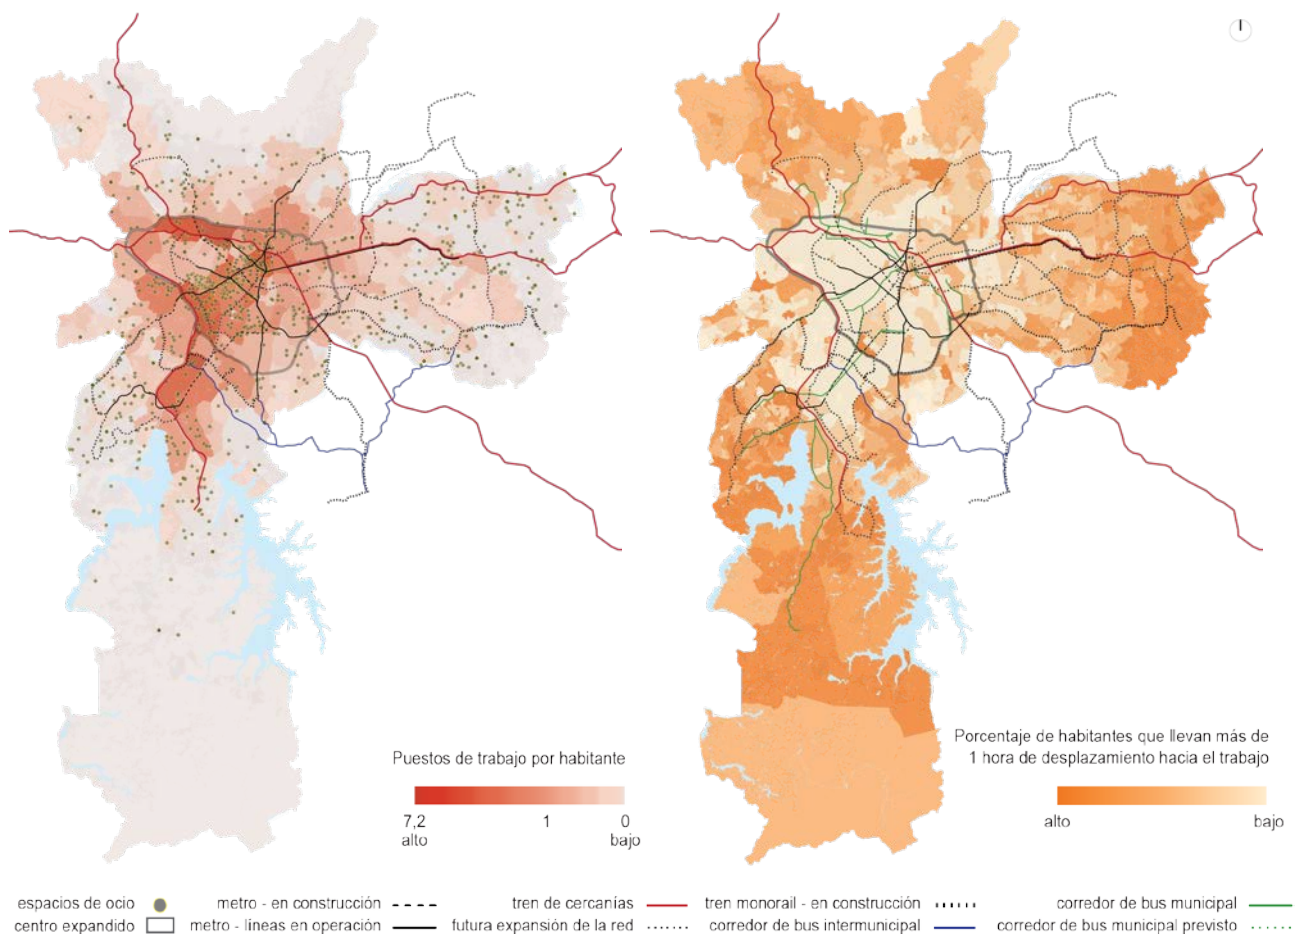 Puestos de trabajo por habitante
7,2 1 0
alto bajo
Porcentaje de habitantes que llevan más de
1 hora de desplazamiento hacia el trabajo
alto bajo
espacios de ocio metro - en construcción tren de cercanías tren monorail - en construcción corredor de bus municipal
centro expandido metro - líneas en operación futura expansión de la red corredor de bus intermunicipal corredor de bus municipal previsto